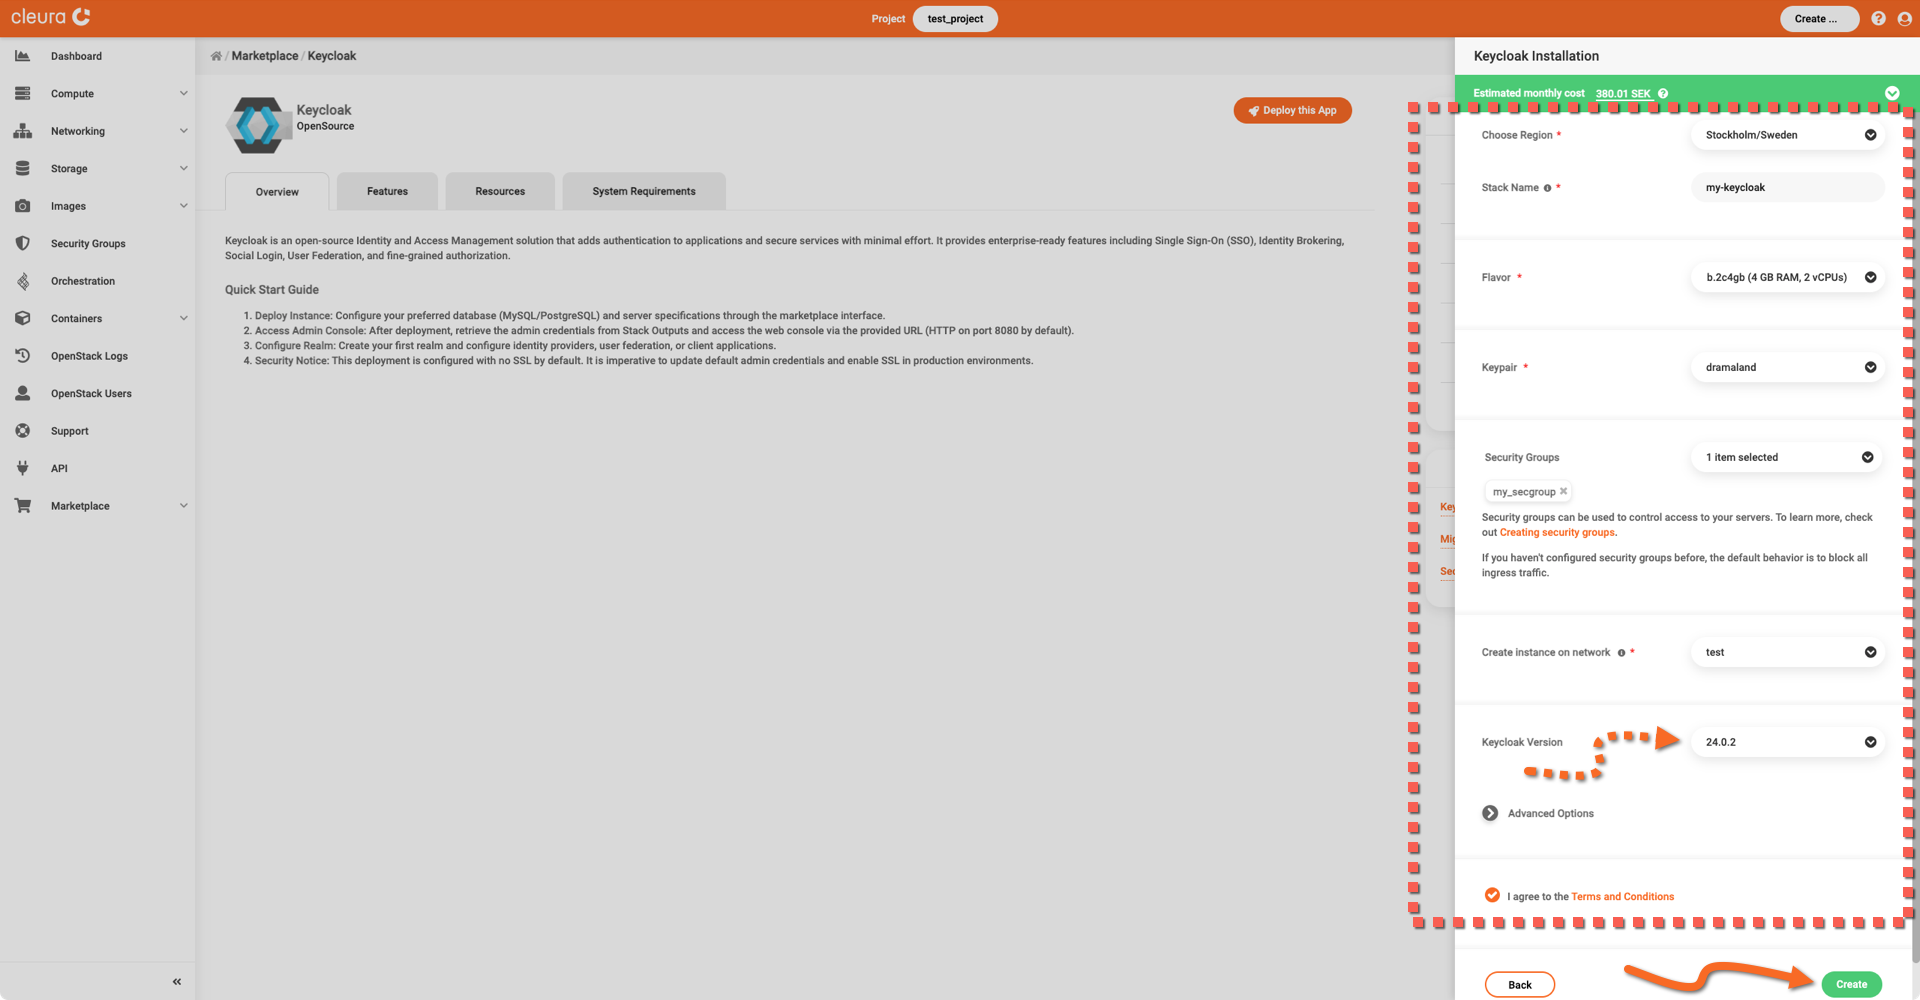 cleura
Project
test_project
Create ...
Dashboard
Compute
Networking
Storage
Images
Security Groups
Orchestration
Containers
OpenStack Logs
OpenStack Users
Support
API
Marketplace
/ Marketplace / Keycloak
Keycloak
OpenSource
Deploy this App
Overview
Features
Resources
System Requirements
Keycloak is an open-source Identity and Access Management solution that adds authentication to applications and secure services with minimal effort. It provides enterprise-ready features including Single Sign-On (SSO), Identity Brokering,
Social Login, User Federation, and fine-grained authorization.
Quick Start Guide
1. Deploy Instance: Configure your preferred database (MySQL/PostgreSQL) and server specifications through the marketplace interface.
2. Access Admin Console: After deployment, retrieve the admin credentials from Stack Outputs and access the web console via the provided URL (HTTP on port 8080 by default).
3. Configure Realm: Create your first realm and configure identity providers, user federation, or client applications.
4. Security Notice: This deployment is configured with no SSL by default. It is imperative to update default admin credentials and enable SSL in production environments.
Key
Mig
Sec
Keycloak Installation
Estimated monthly cost 380.01 SEK
Choose Region *
Stockholm/Sweden
Stack Name *
my-keycloak
Flavor *
b.2c4gb (4 GB RAM, 2 vCPUs)
Keypair *
dramaland
Security Groups
1 item selected
my_secgroup
Security groups can be used to control access to your servers. To learn more, check
out Creating security groups.
If you haven't configured security groups before, the default behavior is to block all
ingress traffic.
Create instance on network *
test
Keycloak Version
24.0.2
Advanced Options
I agree to the Terms and Conditions
Back
Create